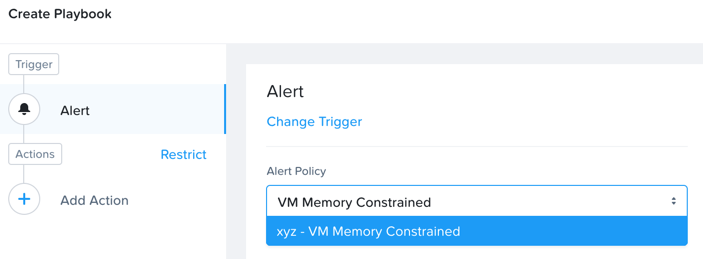 Create Playbook
Trigger
Alert
Actions
Restrict
Add Action
Alert
Change Trigger
Alert Policy
VM Memory Constrained
xyz - VM Memory Constrained